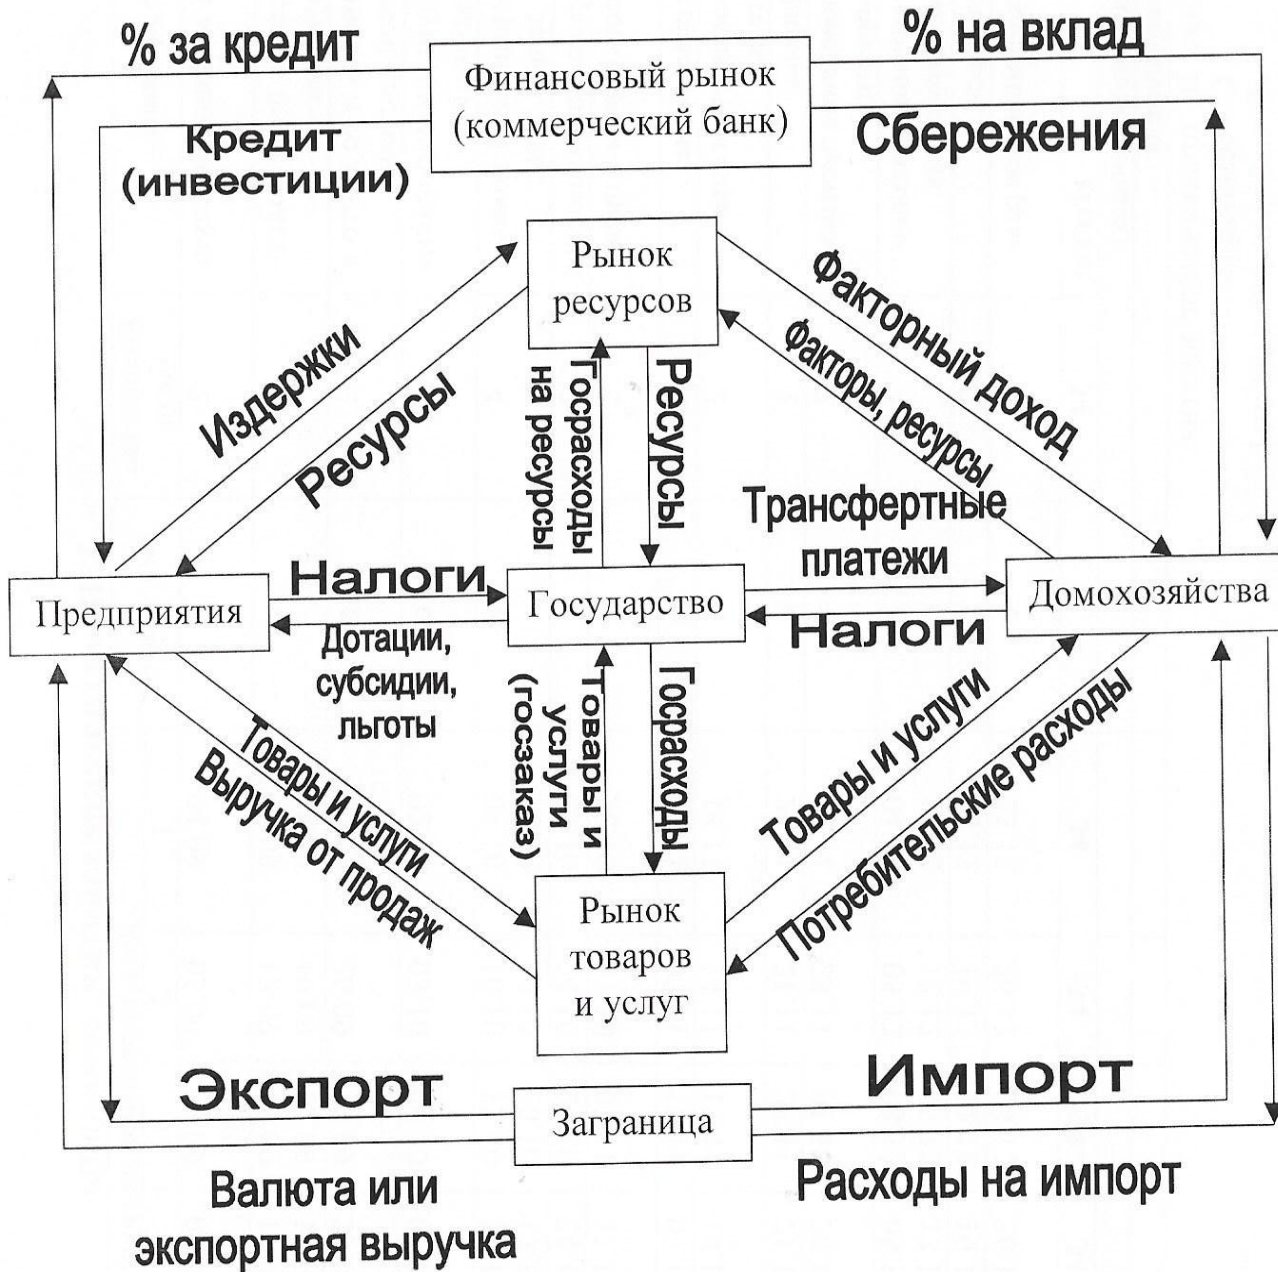 % за кредит
% на вклад
Финансовый рынок
(коммерческий банк)
Кредит
(инвестиции)
Сбережения
Рынок
ресурсов
Издержки
Ресурсы
Госрасходы
на ресурсы
Ресурсы
Факторный доход
Факторы, ресурсы
Трансфертные
платежи
Предприятия
Налоги
Государство
Домохозяйства
Дотации,
субсидии,
льготы
Налоги
Товары и услуги
Выручка от продаж
Товары и
услуги
(госзаказ)
Госрасходы
Товары и услуги
Потребительские расходы
Рынок
товаров
и услуг
Экспорт
Импорт
Заграница
Валюта или
экспортная выручка
Расходы на импорт